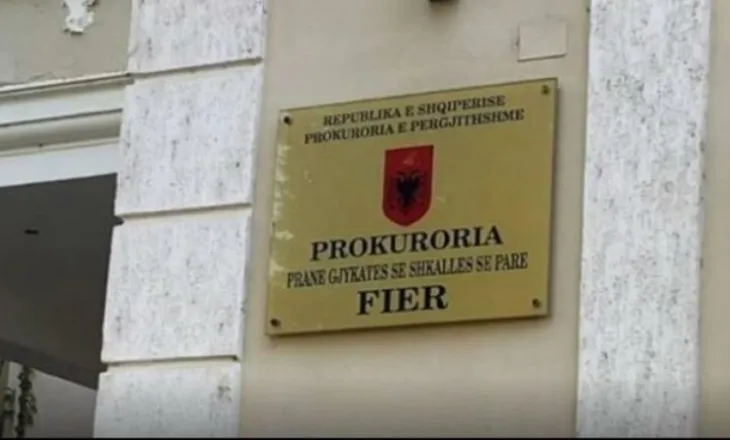 REPUBLIKA E SHQIPERISE
PROKURORIA E PERGJITHSHME
PROKURORIA
PRANE GJYKATES SE SHKALLES SE PARE
FIER